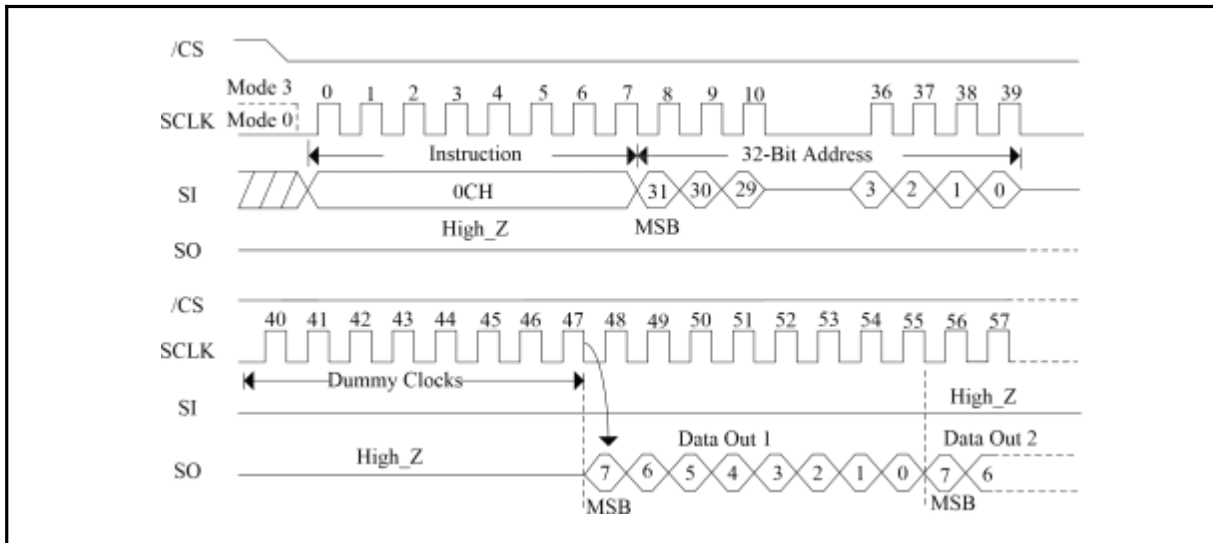 /CS
Mode 3 0 1 2 3 4 5 6 7 8 9 10 36 37 38 39
SCLK Mode 0
Instruction 32-Bit Address
SI 0CH 31 30 29 3 2 1 0
High_Z MSB
SO
/CS
40 41 42 43 44 45 46 47 48 49 50 51 52 53 54 55 56 57
SCLK
Dummy Clocks
SI High_Z
High_Z Data Out 1 Data Out 2
SO 7 6 5 4 3 2 1 0 7 6
MSB MSB